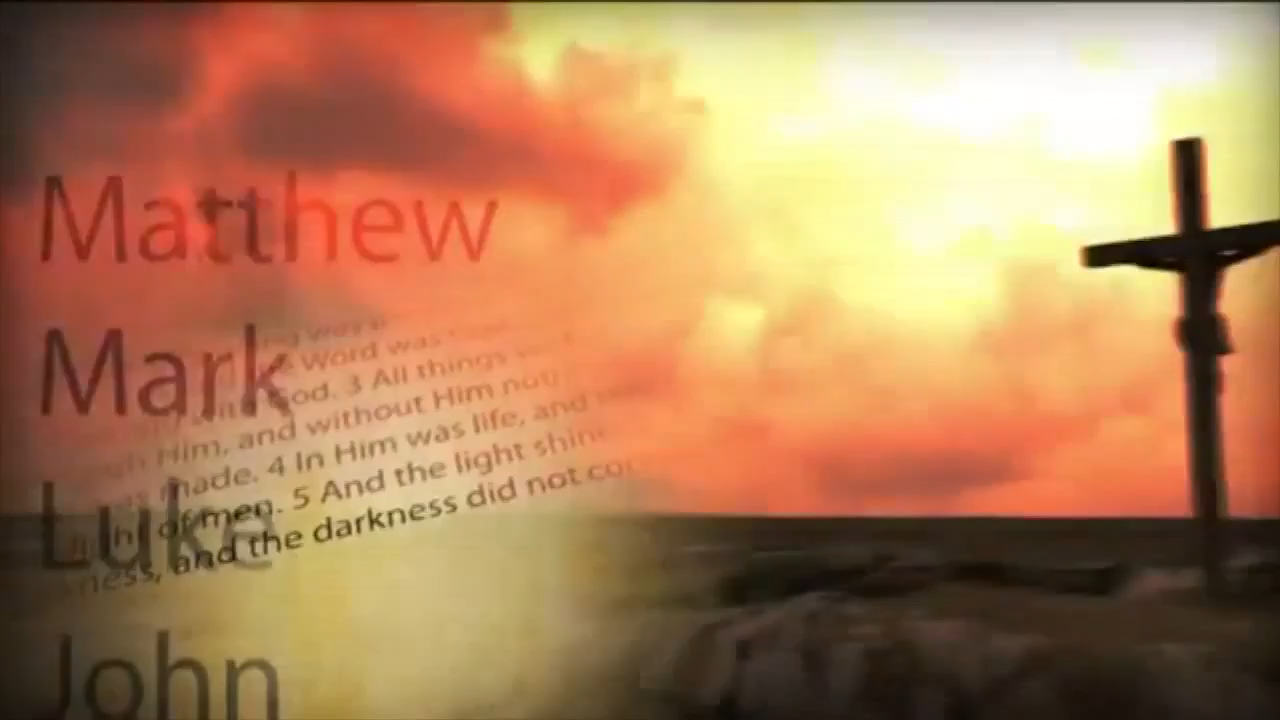 Matthew
Mark
Luke
John
Word was
God. 3 All things
Him, and without Him
made. 4 In Him was life, and
of men. 5 And the light
and the darkness did not